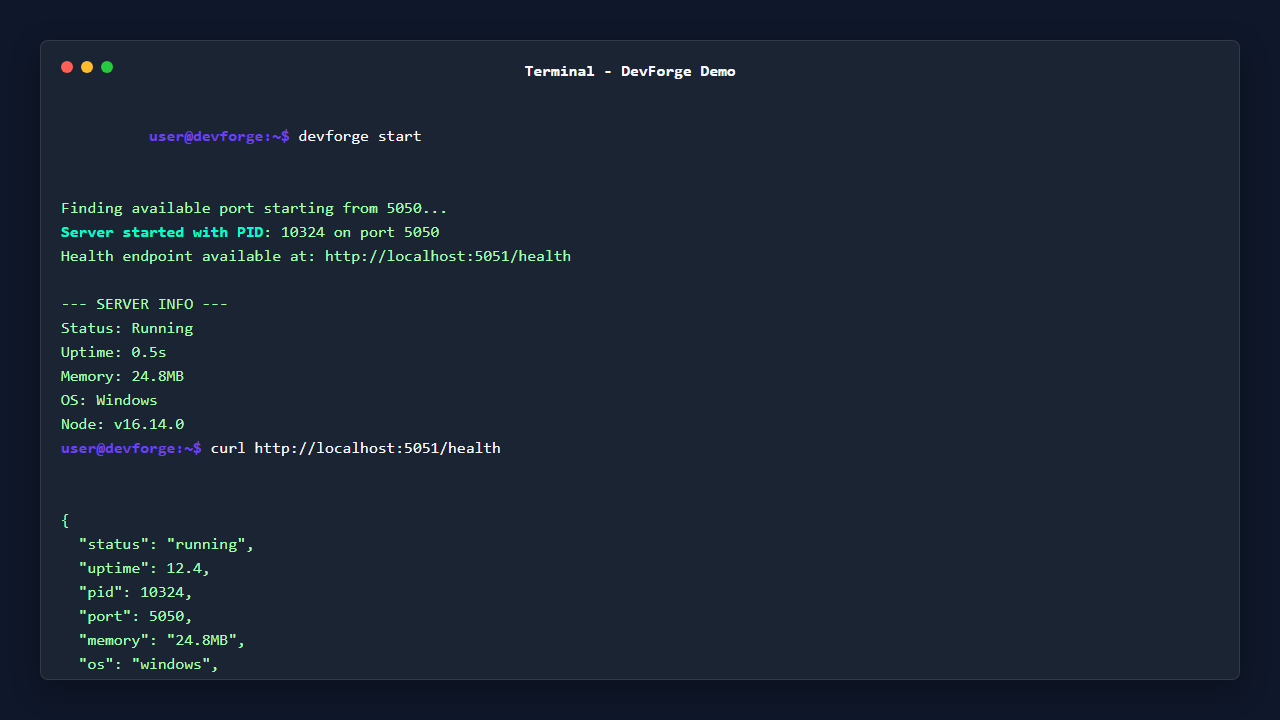 Terminal - DevForge Demo
user@devforge:~$ devforge start
Finding available port starting from 5050...
Server started with PID: 10324 on port 5050
Health endpoint available at: http://localhost:5051/health
--- SERVER INFO ---
Status: Running
Uptime: 0.5s
Memory: 24.8MB
OS: Windows
Node: v16.14.0
user@devforge:~$ curl http://localhost:5051/health
{
  "status": "running",
  "uptime": 12.4,
  "pid": 10324,
  "port": 5050,
  "memory": "24.8MB",
  "os": "windows",